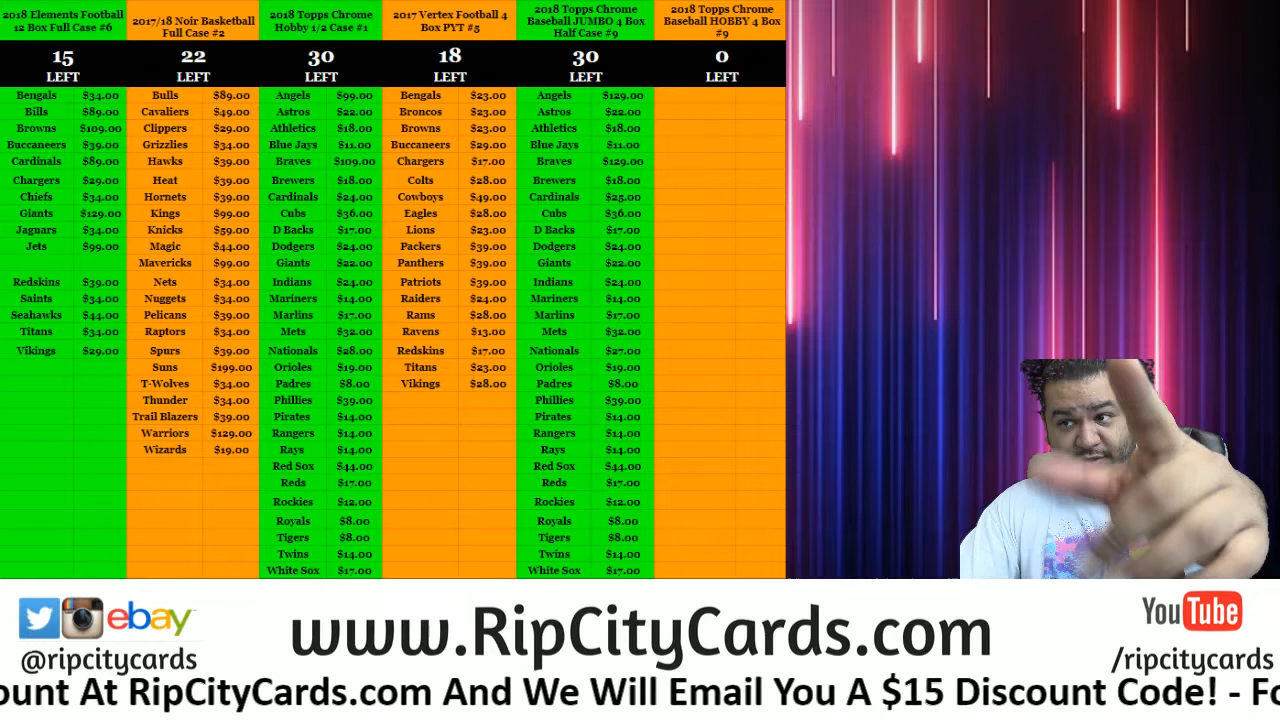 2018 Elements Football
12 Box Full Case #6
15
LEFT
Bengals $34.00
Bills $89.00
Browns $109.00
Buccaneers $39.00
Cardinals $89.00
Chargers $29.00
Chiefs $34.00
Giants $129.00
Jaguars $34.00
Jets $99.00
Redskins $39.00
Saints $34.00
Seahawks $44.00
Titans $34.00
Vikings $29.00
2017/18 Noir Basketball
Full Case #2
22
LEFT
Bulls $89.00
Cavaliers $49.00
Clippers $29.00
Grizzlies $34.00
Hawks $39.00
Heat $39.00
Hornets $39.00
Kings $99.00
Knicks $59.00
Magic $44.00
Mavericks $99.00
Nets $34.00
Nuggets $34.00
Pelicans $39.00
Raptors $34.00
Spurs $39.00
Suns $199.00
T-Wolves $34.00
Thunder $34.00
Trail Blazers $39.00
Warriors $129.00
Wizards $19.00
2018 Topps Chrome
Hobby 1/2 Case #1
30
LEFT
Angels $99.00
Astros $22.00
Athletics $18.00
Blue Jays $11.00
Braves $109.00
Brewers $18.00
Cardinals $24.00
Cubs $36.00
D Backs $17.00
Dodgers $24.00
Giants $22.00
Indians $24.00
Mariners $14.00
Marlins $17.00
Mets $32.00
Nationals $28.00
Orioles $19.00
Padres $8.00
Phillies $39.00
Pirates $14.00
Rangers $14.00
Rays $14.00
Red Sox $44.00
Reds $17.00
Rockies $12.00
Royals $8.00
Tigers $8.00
Twins $14.00
White Sox $17.00
2017 Vertex Football 4
Box PYT #5
18
LEFT
Bengals $23.00
Broncos $23.00
Browns $23.00
Buccaneers $29.00
Chargers $17.00
Colts $28.00
Cowboys $49.00
Eagles $28.00
Lions $23.00
Packers $39.00
Panthers $39.00
Patriots $39.00
Raiders $24.00
Rams $28.00
Ravens $13.00
Redskins $17.00
Titans $23.00
Vikings $28.00
2018 Topps Chrome
Baseball JUMBO 4 Box
Half Case #9
30
LEFT
Angels $129.00
Astros $22.00
Athletics $18.00
Blue Jays $11.00
Braves $129.00
Brewers $18.00
Cardinals $25.00
Cubs $36.00
D Backs $17.00
Dodgers $24.00
Giants $22.00
Indians $24.00
Mariners $14.00
Marlins $17.00
Mets $32.00
Nationals $27.00
Orioles $19.00
Padres $8.00
Phillies $39.00
Pirates $14.00
Rangers $14.00
Rays $14.00
Red Sox $44.00
Reds $17.00
Rockies $12.00
Royals $8.00
Tigers $8.00
Twins $14.00
White Sox $17.00
2018 Topps Chrome
Baseball HOBBY 4 Box
#9
0
LEFT
ebay
@ripcitycards
www.RipCityCards.com
YouTube
/ripcitycards
ount At RipCityCards.com And We Will Email You A $15 Discount Code! - Fo